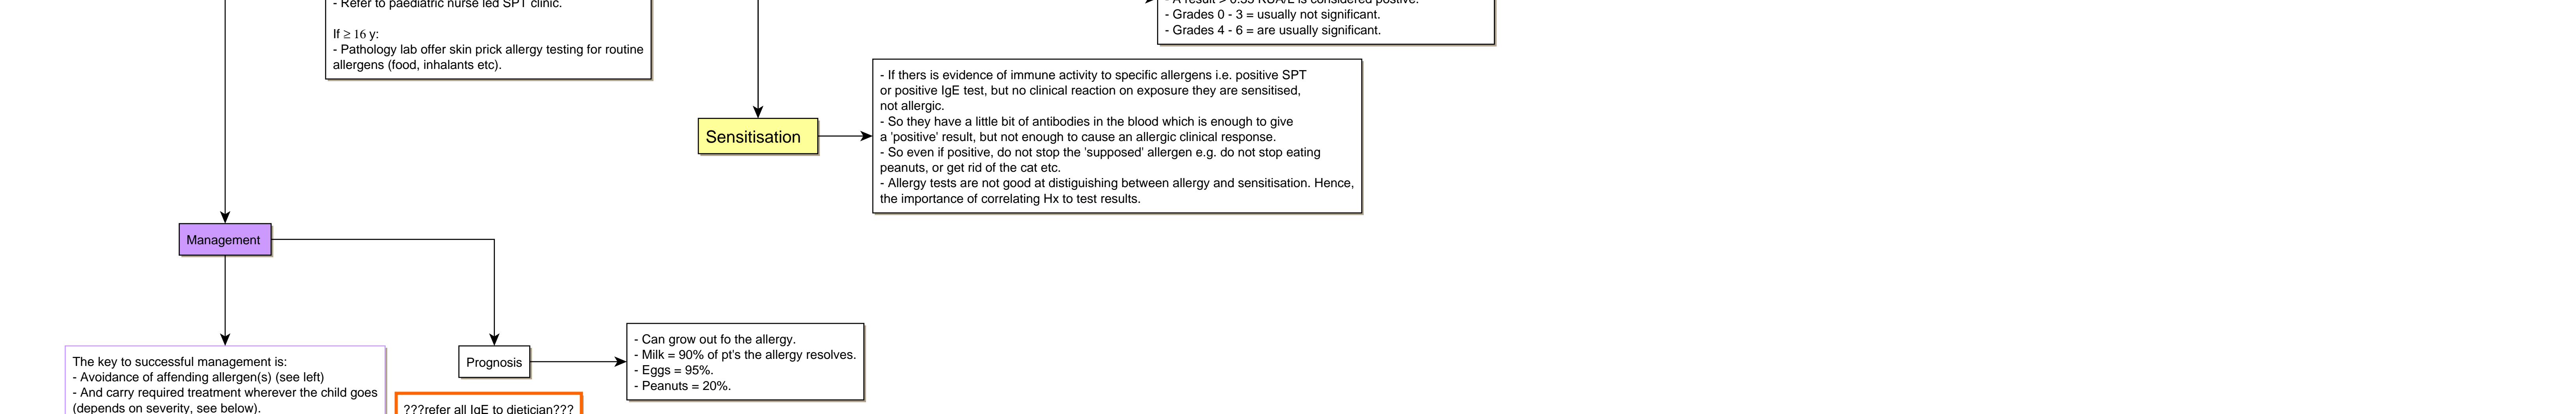 - Refer to paediatric nurse led SPT clinic.
If ≥ 16 y:
- Pathology lab offer skin prick allergy testing for routine
allergens (food, inhalants etc).
- A result > 0.35 KUA/L is considered postive.
- Grades 0 - 3 = usually not significant.
- Grades 4 - 6 = are usually significant.
Sensitisation
- If thers is evidence of immune activity to specific allergens i.e. positive SPT
or positive IgE test, but no clinical reaction on exposure they are sensitised,
not allergic.
- So they have a little bit of antibodies in the blood which is enough to give
a 'positive' result, but not enough to cause an allergic clinical response.
- So even if positive, do not stop the 'supposed' allergen e.g. do not stop eating
peanuts, or get rid of the cat etc.
- Allergy tests are not good at distiguishing between allergy and sensitisation. Hence,
the importance of correlating Hx to test results.
Management
Prognosis
- Can grow out fo the allergy.
- Milk = 90% of pt's the allergy resolves.
- Eggs = 95%.
- Peanuts = 20%.
The key to successful management is:
- Avoidance of affending allergen(s) (see left)
- And carry required treatment wherever the child goes
(depends on severity, see below).
???refer all IgE to dietician???